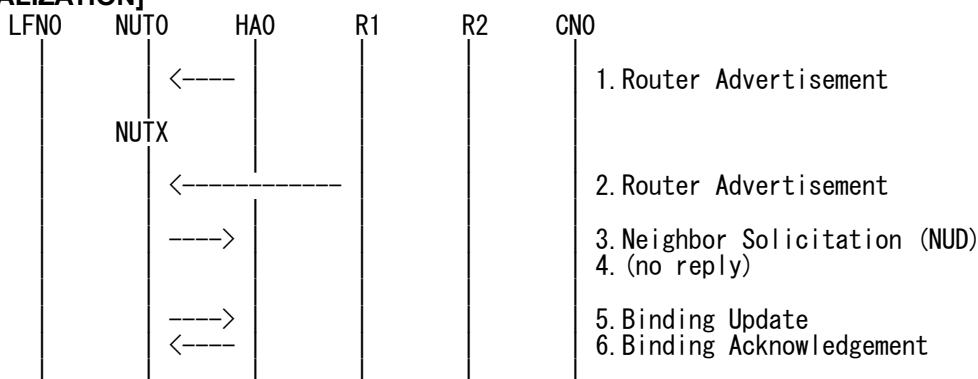 ALIZATION]
LFN0 NUT0 HA0 R1 R2 CN0
<---- 1.Router Advertisement
NUTX
<------------ 2.Router Advertisement
----> 3.Neighbor Solicitation (NUD)
4.(no reply)
----> 5.Binding Update
<---- 6.Binding Acknowledgement